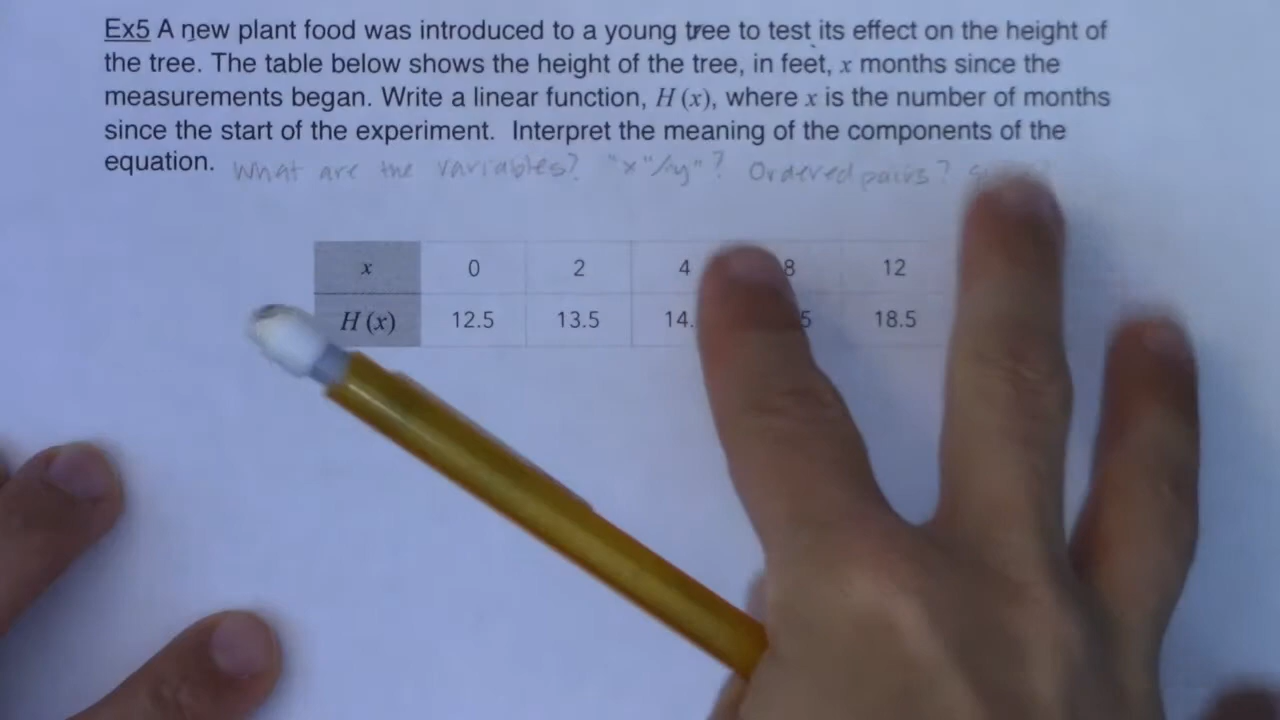 Ex5 A new plant food was introduced to a young tree to test its effect on the height of
the tree. The table below shows the height of the tree, in feet, x months since the
measurements began. Write a linear function, H (x), where x is the number of months
since the start of the experiment. Interpret the meaning of the components of the
equation. What are the variables? "x"/"y"? Ordered pairs?
x 0 2 4 8 12
H (x) 12.5 13.5 14. 5 18.5